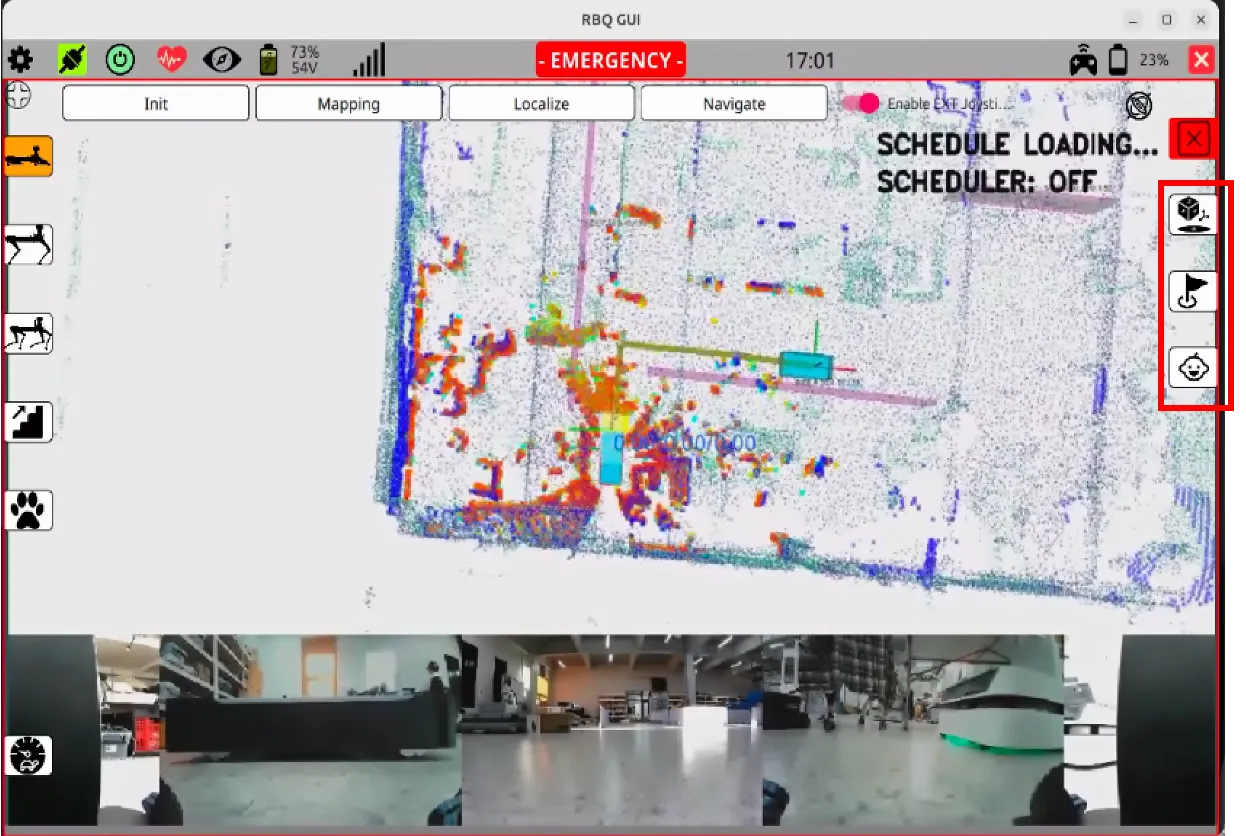 RBQ GUI
73%
54V
- EMERGENCY -
17:01
23%
Init
Mapping
Localize
Navigate
Enable EXT Joysti...
SCHEDULE LOADING...
SCHEDULER: OFF